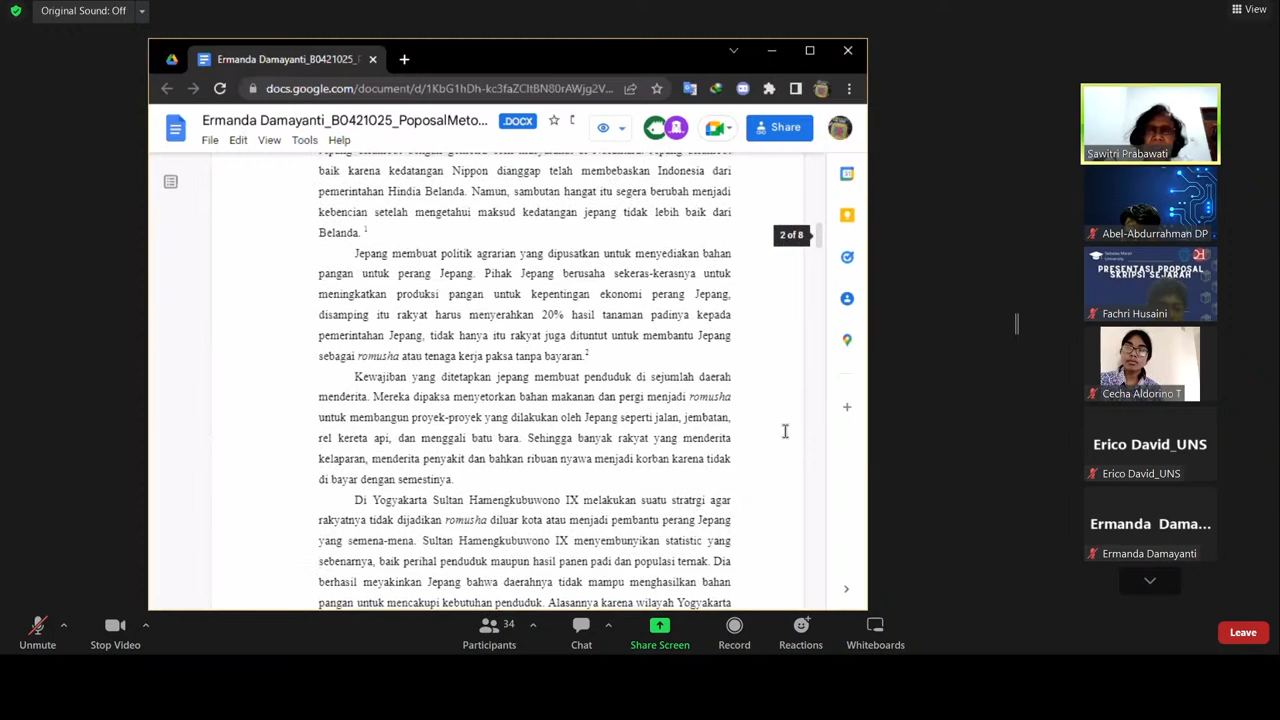 Original Sound: Off
View
Ermanda Damayanti_B0421025_
docs.google.com/document/d/1KbG1hDh-kc3faZCltBN80rAWjg2V...
Ermanda Damayanti_B0421025_PoposalMeto...
.DOCX
File Edit View Tools Help
Share
baik karena kedatangan Nippon dianggap telah membebaskan Indonesia dari
pemerintahan Hindia Belanda. Namun, sambutan hangat itu segera berubah menjadi
kebencian setelah mengetahui maksud kedatangan jepang tidak lebih baik dari
Belanda. 1
2 of 8
Jepang membuat politik agrarian yang dipusatkan untuk menyediakan bahan
pangan untuk perang Jepang. Pihak Jepang berusaha sekeras-kerasnya untuk
meningkatkan produksi pangan untuk kepentingan ekonomi perang Jepang,
disamping itu rakyat harus menyerahkan 20% hasil tanaman padinya kepada
pemerintahan Jepang, tidak hanya itu rakyat juga dituntut untuk membantu Jepang
sebagai romusha atau tenaga kerja paksa tanpa bayaran.2
Kewajiban yang ditetapkan jepang membuat penduduk di sejumlah daerah
menderita. Mereka dipaksa menyetorkan bahan makanan dan pergi menjadi romusha
untuk membangun proyek-proyek yang dilakukan oleh Jepang seperti jalan, jembatan,
rel kereta api, dan menggali batu bara. Sehingga banyak rakyat yang menderita
kelaparan, menderita penyakit dan bahkan ribuan nyawa menjadi korban karena tidak
di bayar dengan semestinya.
Di Yogyakarta Sultan Hamengkubuwono IX melakukan suatu stratrgi agar
rakyatnya tidak dijadikan romusha diluar kota atau menjadi pembantu perang Jepang
yang semena-mena. Sultan Hamengkubuwono IX menyembunyikan statistic yang
sebenarnya, baik perihal penduduk maupun hasil panen padi dan populasi ternak. Dia
berhasil meyakinkan Jepang bahwa daerahnya tidak mampu menghasilkan bahan
pangan untuk mencakupi kebutuhan penduduk. Alasannya karena wilayah Yogyakarta
Sawitri Prabawati
Abel-Abdurrahman DP
PRESENTASI PROPOSAL
SKRIPSI SEJARAH
Fachri Husaini
Cecha Aldorino T
Erico David_UNS
Erico David_UNS
Ermanda Dama...
Ermanda Damayanti
Unmute
Stop Video
34
Participants
Chat
Share Screen
Record
Reactions
Whiteboards
Leave